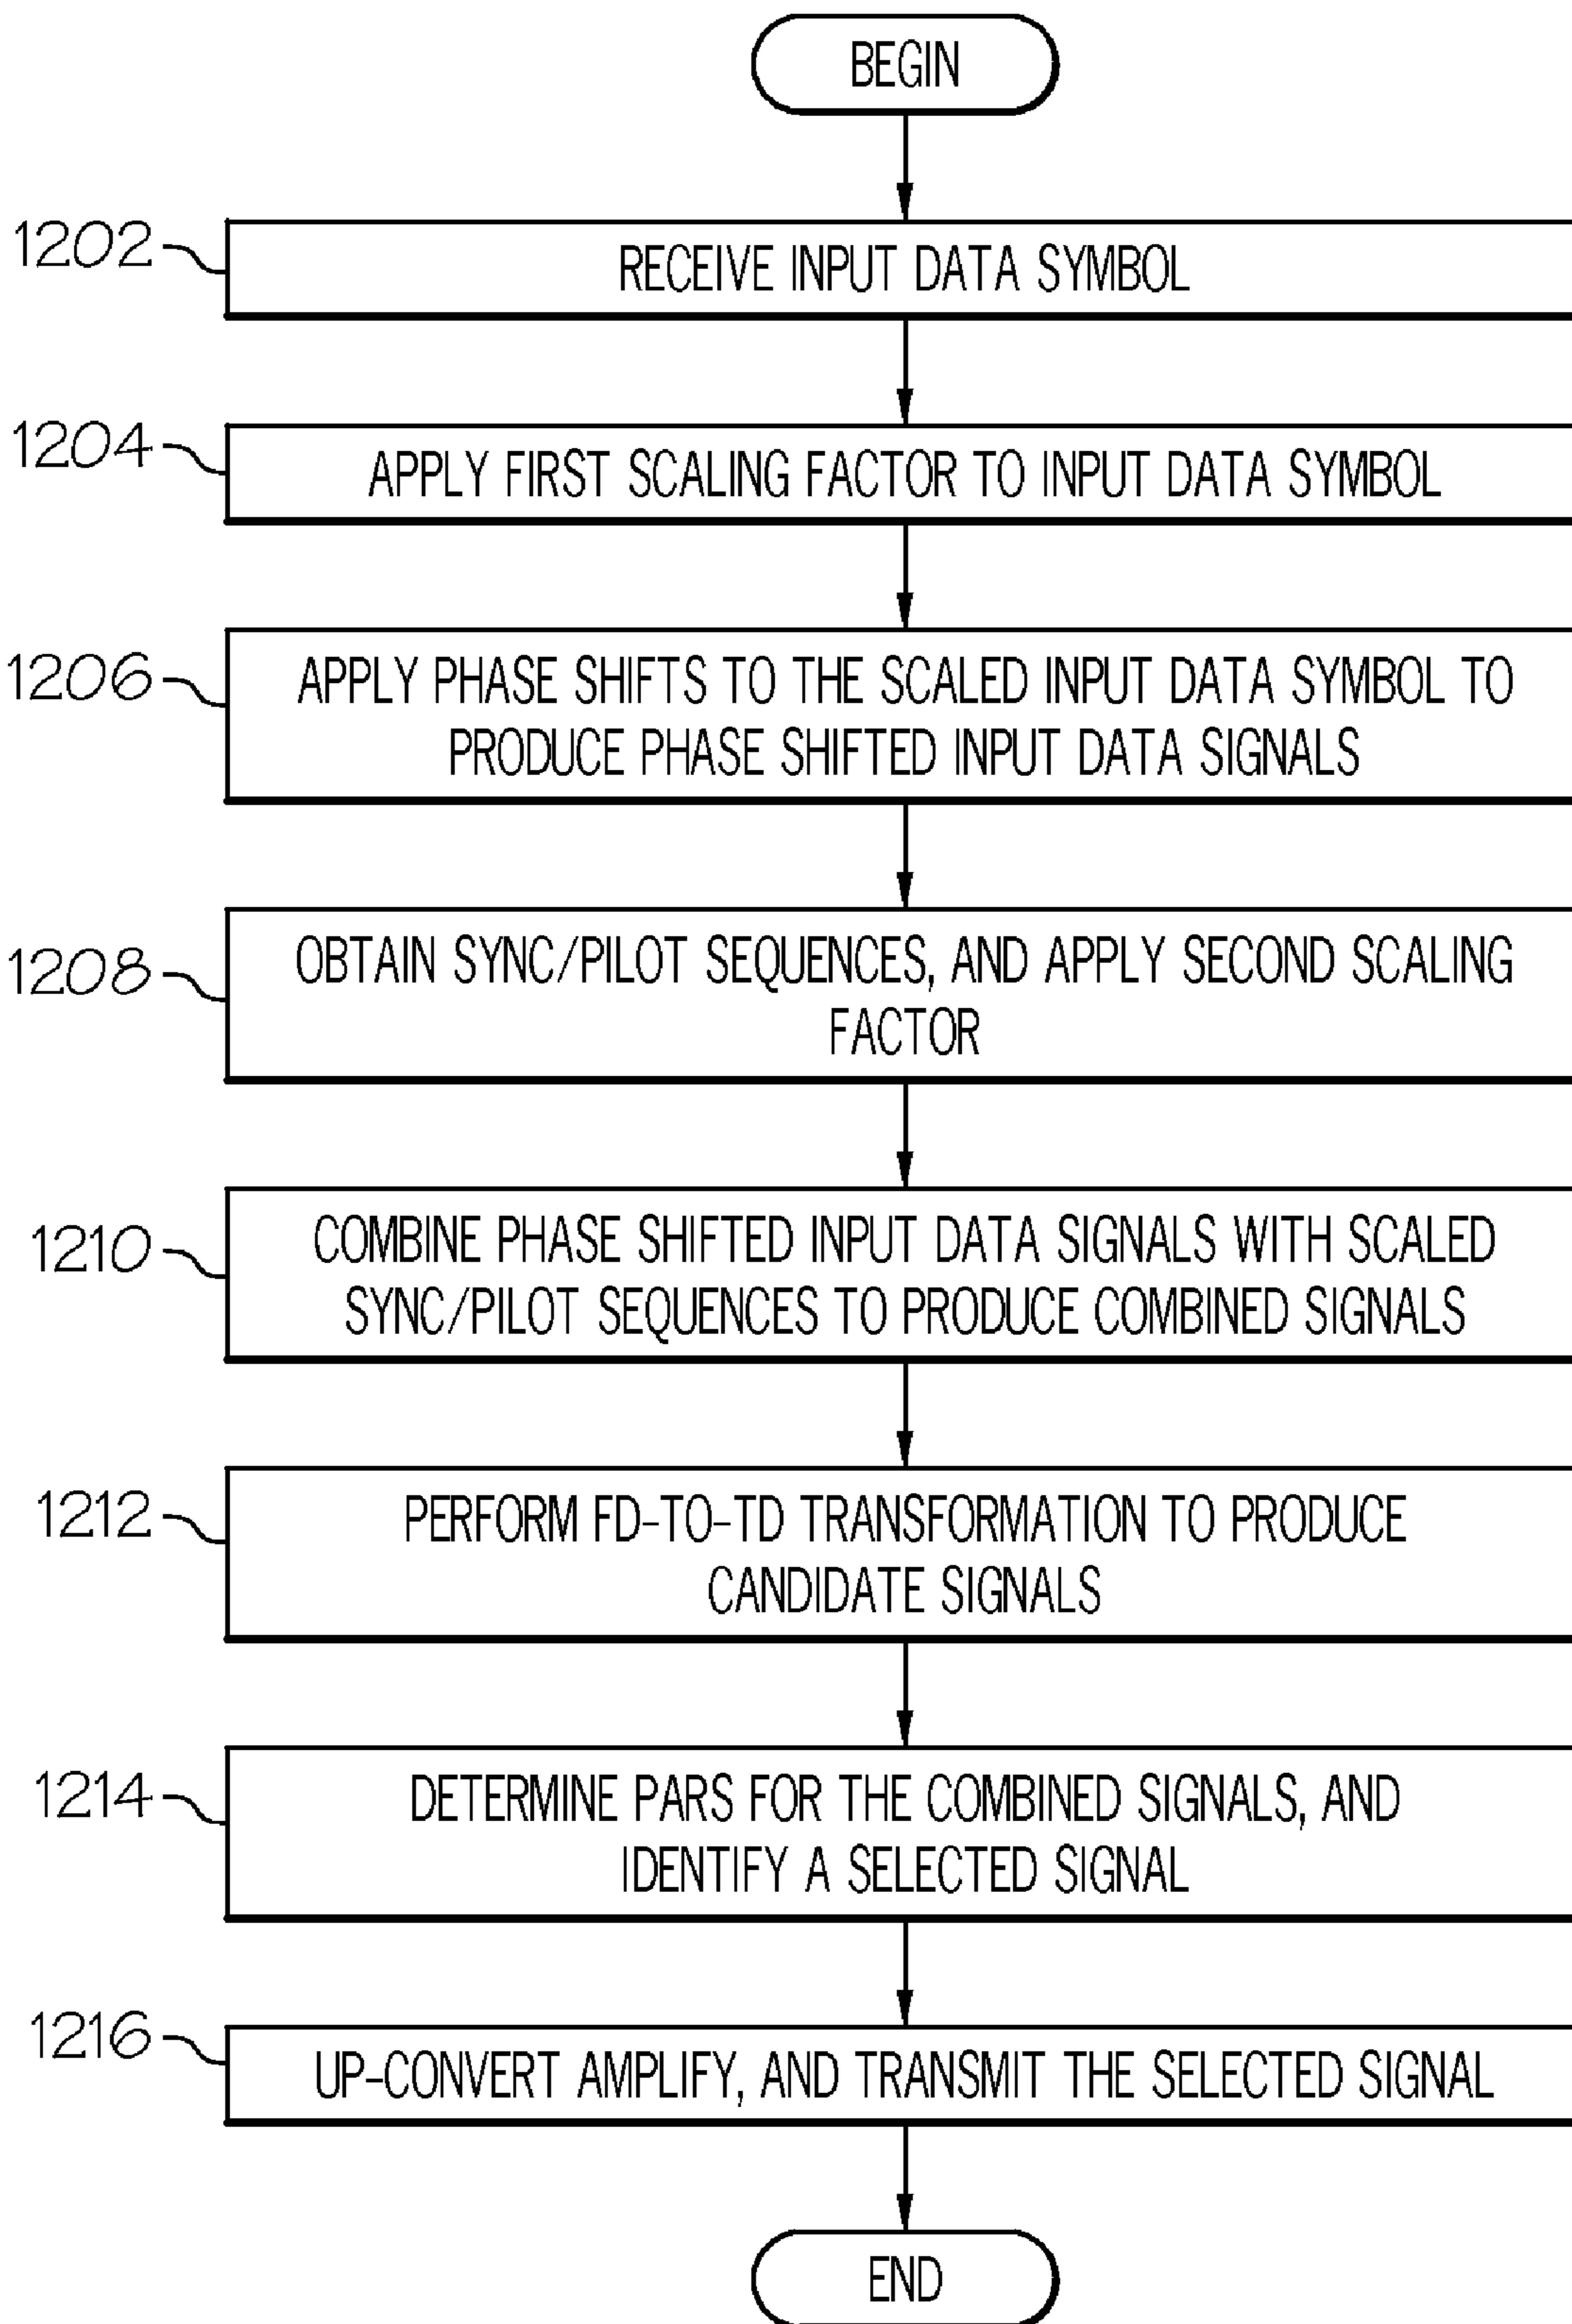 BEGIN
1202
RECEIVE INPUT DATA SYMBOL
1204
APPLY FIRST SCALING FACTOR TO INPUT DATA SYMBOL
1206
APPLY PHASE SHIFTS TO THE SCALED INPUT DATA SYMBOL TO
PRODUCE PHASE SHIFTED INPUT DATA SIGNALS
1208
OBTAIN SYNC/PILOT SEQUENCES, AND APPLY SECOND SCALING
FACTOR
1210
COMBINE PHASE SHIFTED INPUT DATA SIGNALS WITH SCALED
SYNC/PILOT SEQUENCES TO PRODUCE COMBINED SIGNALS
1212
PERFORM FD-TO-TD TRANSFORMATION TO PRODUCE
CANDIDATE SIGNALS
1214
DETERMINE PARS FOR THE COMBINED SIGNALS, AND
IDENTIFY A SELECTED SIGNAL
1216
UP-CONVERT AMPLIFY, AND TRANSMIT THE SELECTED SIGNAL
END